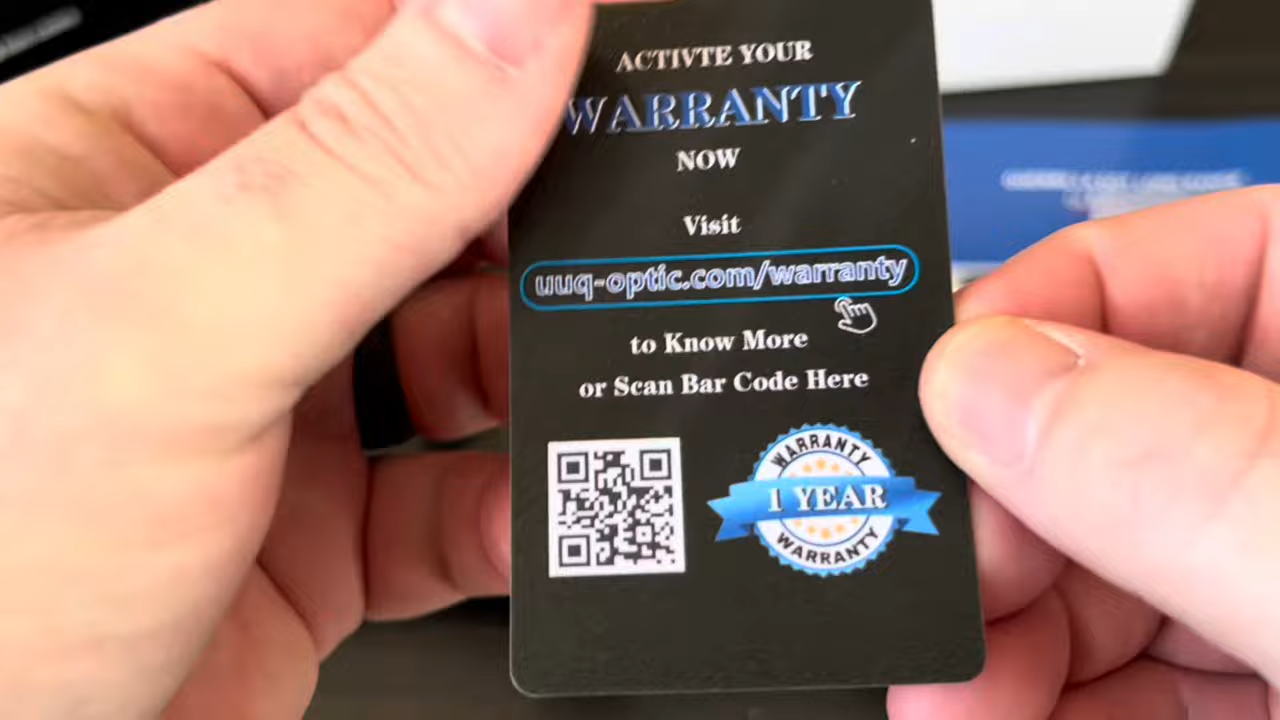 ACTIVTE YOUR
WARRANTY
NOW
Visit
uuq-optic.com/warranty
to Know More
or Scan Bar Code Here
WARRANTY
1 YEAR
WARRANTY